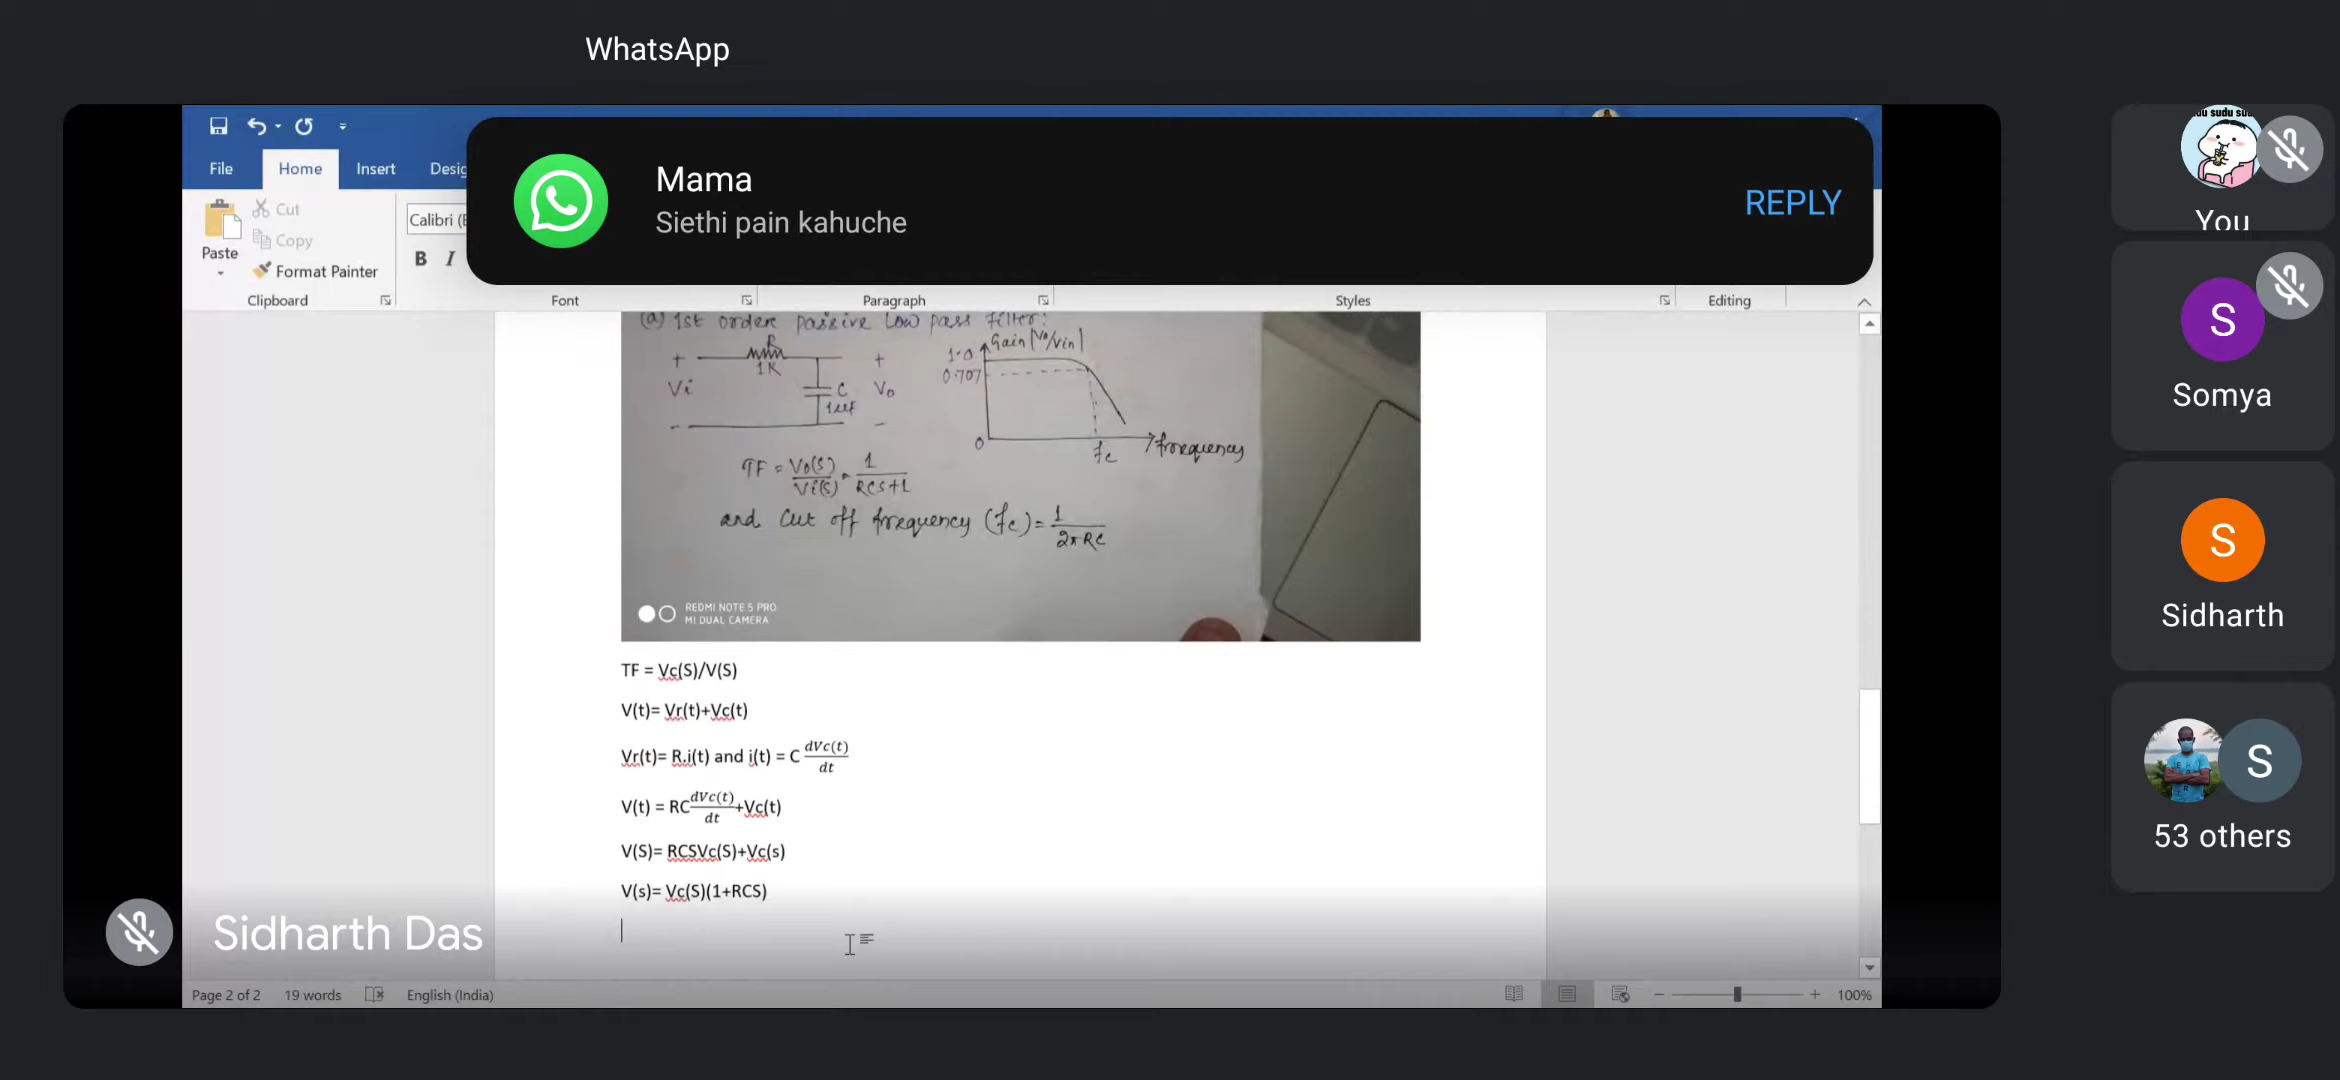 WhatsApp
Mama
Siethi pain kahuche
REPLY
File Home Insert Desig
Paste
Cut
Copy
Format Painter
Calibri (
B I
Clipboard Font Paragraph Styles Editing
(a) 1st order passive Low pass filter:
R
1K
+ Vi -
C
1uf
+ Vo -
Gain |Vo/Vin|
1.0
0.707
0
fc
frequency
TF = Vo(S)/Vi(S) = 1/RCS+1
and cut off frequency (fc) = 1/2πRC
REDMI NOTE 5 PRO
MI DUAL CAMERA
TF = Vc(S)/V(S)
V(t)= Vr(t)+Vc(t)
Vr(t)= R.i(t) and i(t) = C dVc(t)/dt
V(t) = RC dVc(t)/dt +Vc(t)
V(S)= RCSVc(S)+Vc(s)
V(s)= Vc(S)(1+RCS)
Sidharth Das
Page 2 of 2 19 words English (India) 100%
You
S
Somya
S
Sidharth
S
53 others